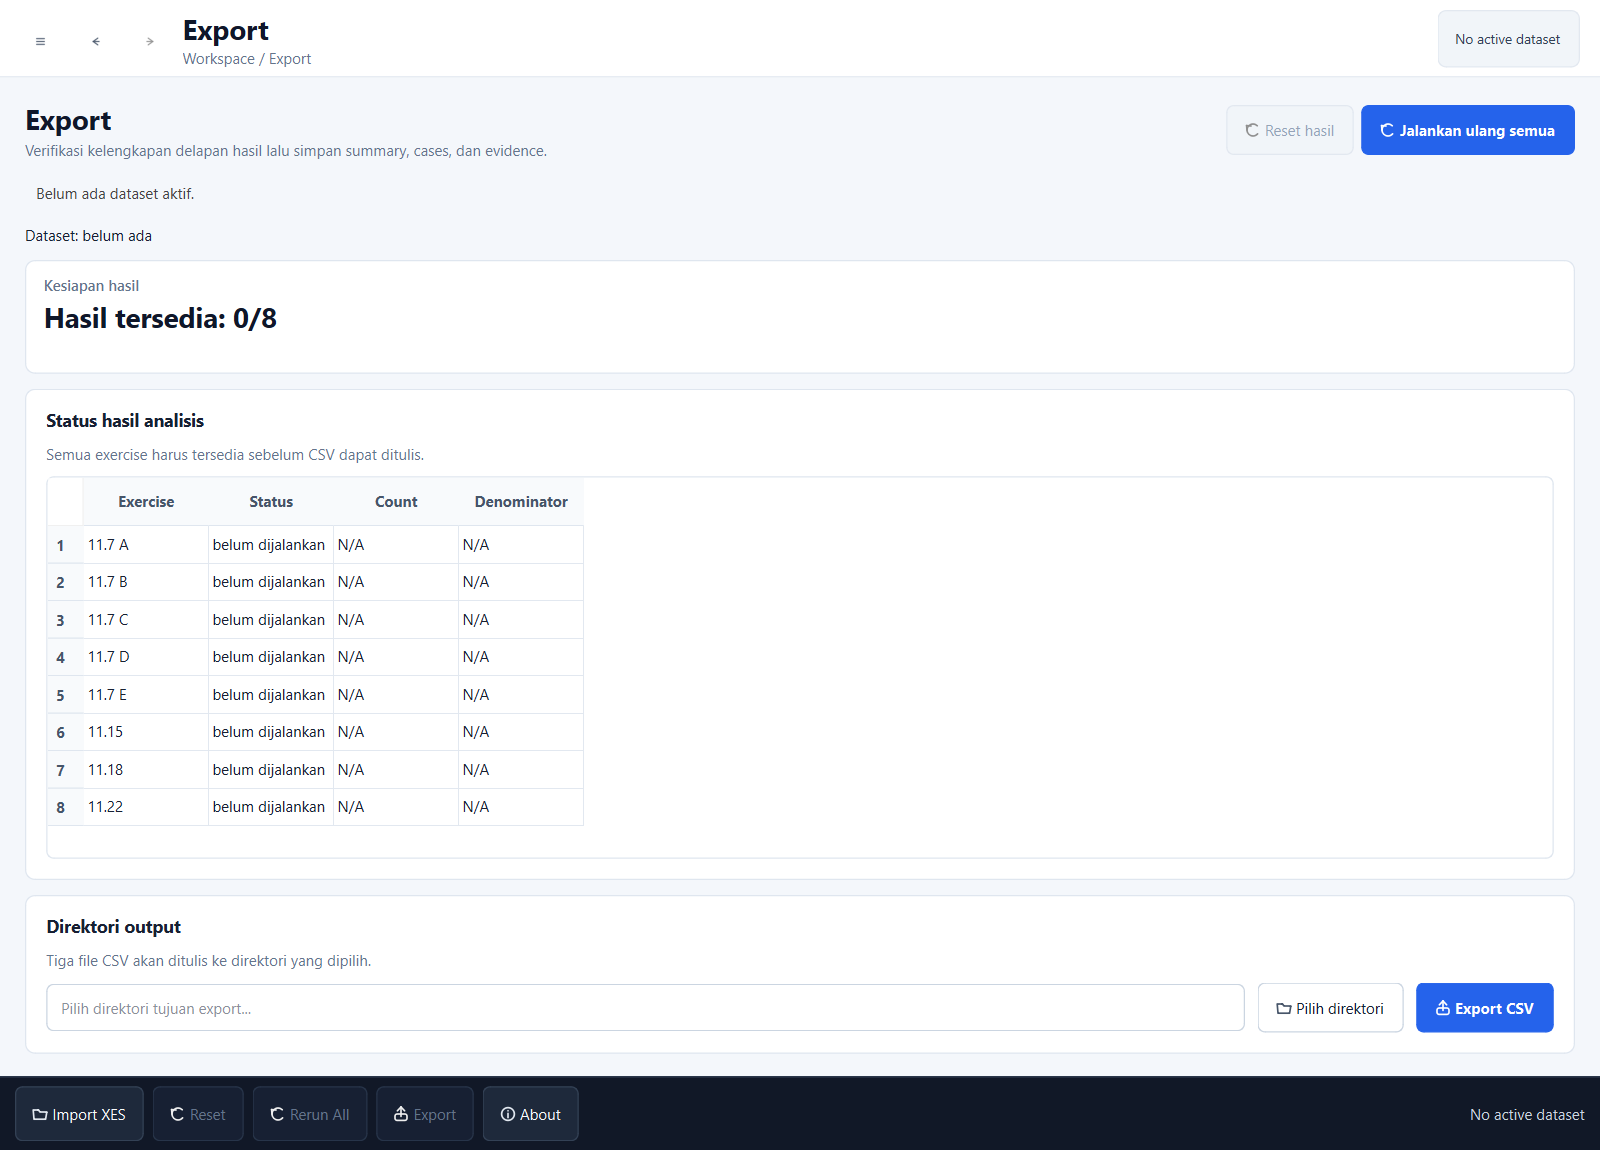 Export
Workspace / Export
No active dataset
Export
Verifikasi kelengkapan delapan hasil lalu simpan summary, cases, dan evidence.
Reset hasil
Jalankan ulang semua
Belum ada dataset aktif.
Dataset: belum ada
Kesiapan hasil
Hasil tersedia: 0/8
Status hasil analisis
Semua exercise harus tersedia sebelum CSV dapat ditulis.
Exercise Status Count Denominator
1 11.7 A belum dijalankan N/A N/A
2 11.7 B belum dijalankan N/A N/A
3 11.7 C belum dijalankan N/A N/A
4 11.7 D belum dijalankan N/A N/A
5 11.7 E belum dijalankan N/A N/A
6 11.15 belum dijalankan N/A N/A
7 11.18 belum dijalankan N/A N/A
8 11.22 belum dijalankan N/A N/A
Direktori output
Tiga file CSV akan ditulis ke direktori yang dipilih.
Pilih direktori tujuan export...
Pilih direktori
Export CSV
Import XES
Reset
Rerun All
Export
About
No active dataset